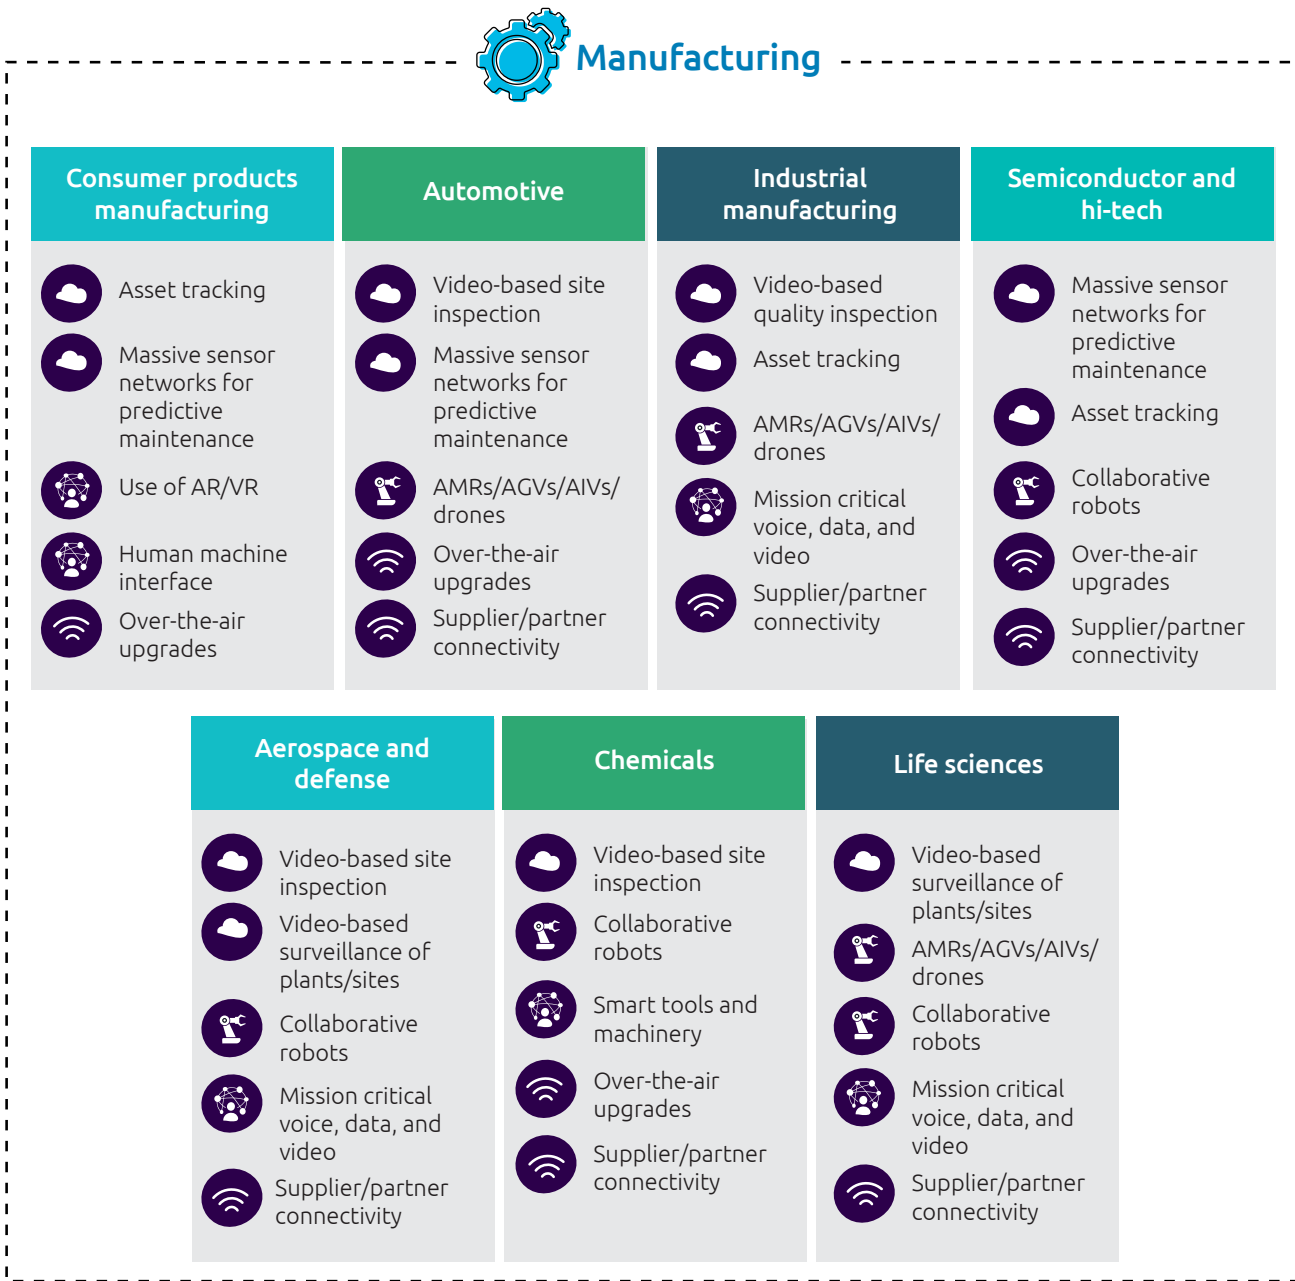 Manufacturing
Consumer products
manufacturing
Asset tracking
Massive sensor
networks for
predictive
maintenance
Use of AR/VR
Human machine
interface
Over-the-air
upgrades
Automotive
Video-based site
inspection
Massive sensor
networks for
predictive
maintenance
AMRs/AGVs/AIVs/
drones
Over-the-air
upgrades
Supplier/partner
connectivity
Industrial
manufacturing
Video-based
quality inspection
Asset tracking
AMRs/AGVs/AIVs/
drones
Mission critical
voice, data, and
video
Supplier/partner
connectivity
Semiconductor and
hi-tech
Massive sensor
networks for
predictive
maintenance
Asset tracking
Collaborative
robots
Over-the-air
upgrades
Supplier/partner
connectivity
Aerospace and
defense
Video-based site
inspection
Video-based
surveillance of
plants/sites
Collaborative
robots
Mission critical
voice, data, and
video
Supplier/partner
connectivity
Chemicals
Video-based site
inspection
Collaborative
robots
Smart tools and
machinery
Over-the-air
upgrades
Supplier/partner
connectivity
Life sciences
Video-based
surveillance of
plants/sites
AMRs/AGVs/AIVs/
drones
Collaborative
robots
Mission critical
voice, data, and
video
Supplier/partner
connectivity